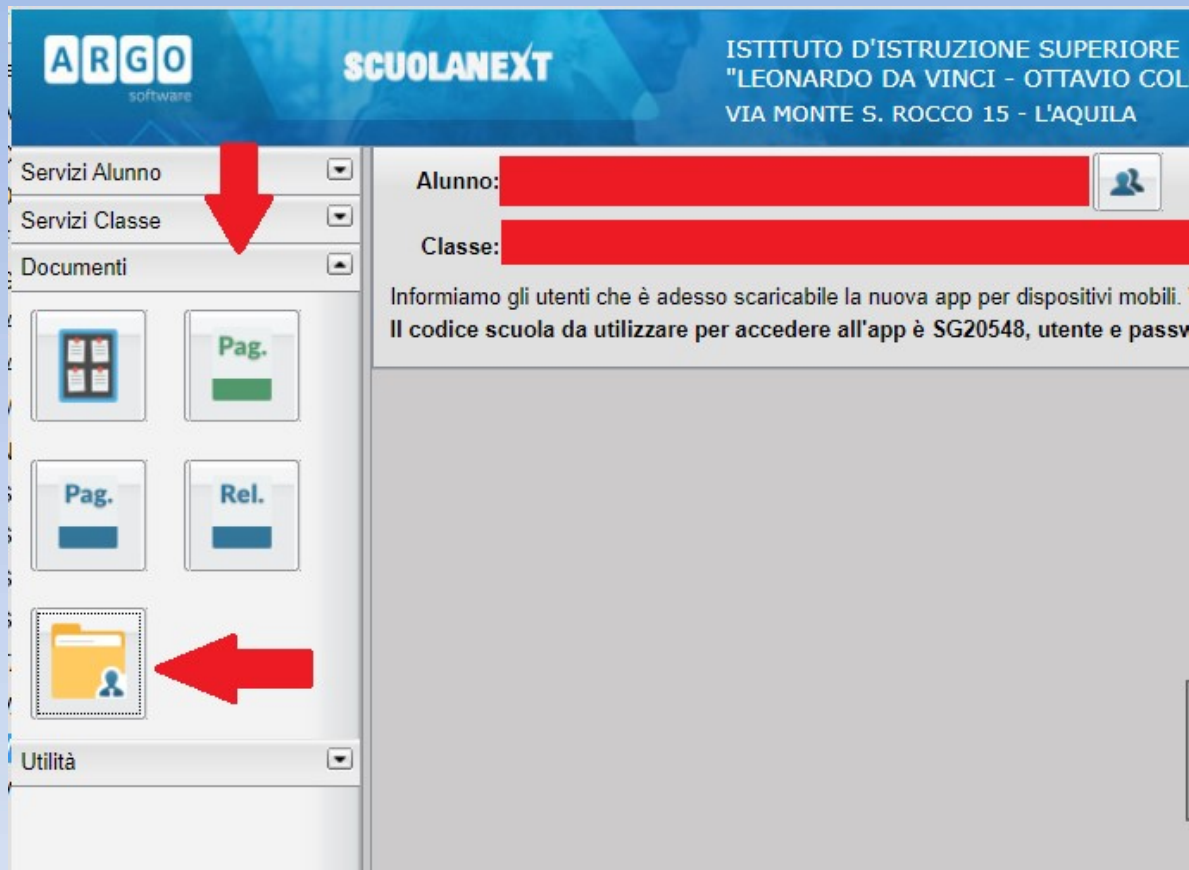 ARGO
software
SCUOLANEXT
ISTITUTO D'ISTRUZIONE SUPERIORE
"LEONARDO DA VINCI - OTTAVIO COL
VIA MONTE S. ROCCO 15 - L'AQUILA
Servizi Alunno
Servizi Classe
Documenti
Pag.
Pag.
Rel.
Utilità
Alunno:
Classe:
Informiamo gli utenti che è adesso scaricabile la nuova app per dispositivi mobili.
Il codice scuola da utilizzare per accedere all'app è SG20548, utente e passw